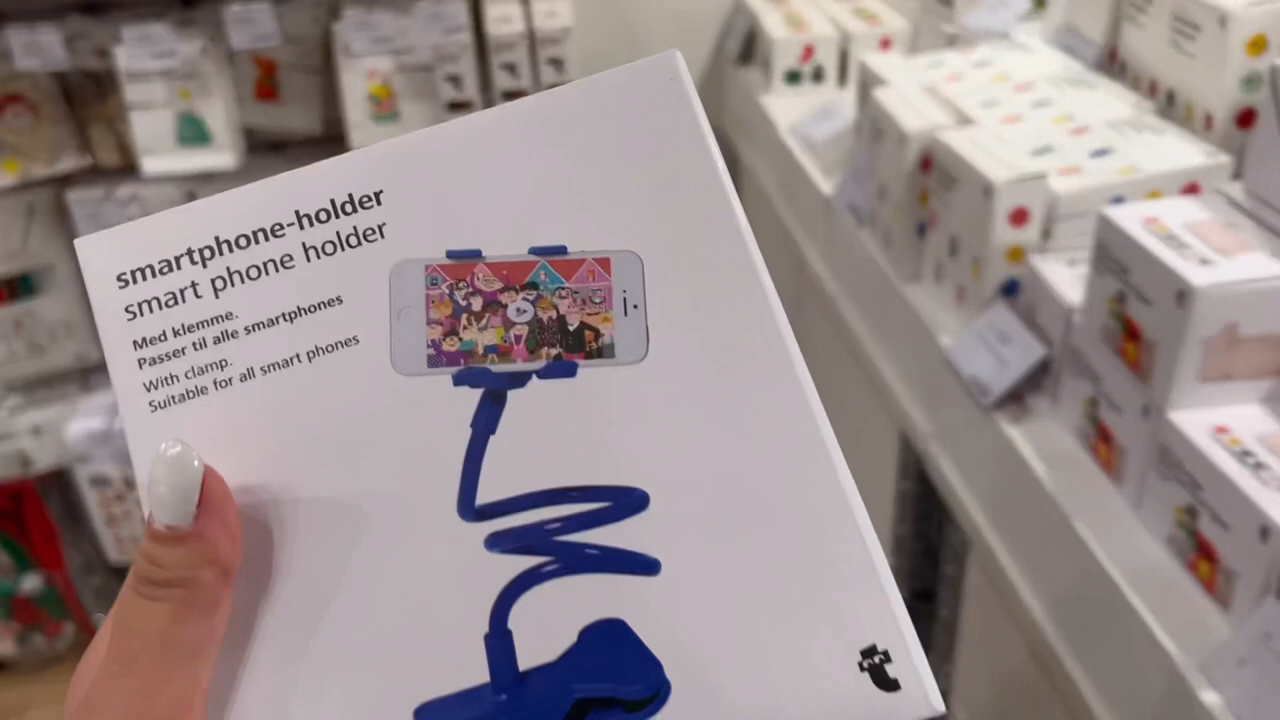 smartphone-holder
smart phone holder
Med klemme.
Passer til alle smartphones
With clamp.
Suitable for all smart phones